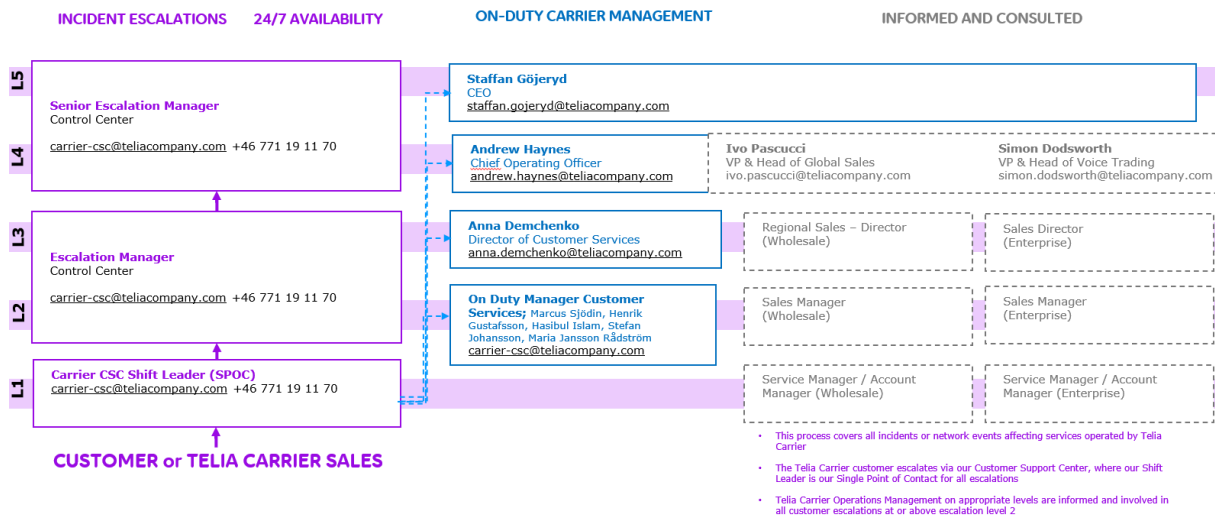 INCIDENT ESCALATIONS 24/7 AVAILABILITY
ON-DUTY CARRIER MANAGEMENT
INFORMED AND CONSULTED
L5
Senior Escalation Manager
Control Center
carrier-csc@teliacompany.com +46 771 19 11 70
Staffan Göjeryd
CEO
staffan.gojeryd@teliacompany.com
L4
Andrew Haynes
Chief Operating Officer
andrew.haynes@teliacompany.com
Ivo Pascucci
VP & Head of Global Sales
ivo.pascucci@teliacompany.com
Simon Dodsworth
VP & Head of Voice Trading
simon.dodsworth@teliacompany.com
L3
Escalation Manager
Control Center
carrier-csc@teliacompany.com +46 771 19 11 70
Anna Demchenko
Director of Customer Services
anna.demchenko@teliacompany.com
Regional Sales – Director
(Wholesale)
Sales Director
(Enterprise)
L2
On Duty Manager Customer
Services; Marcus Sjödin, Henrik
Gustafsson, Hasibul Islam, Stefan
Johansson, Maria Jansson Rådström
carrier-csc@teliacompany.com
Sales Manager
(Wholesale)
Sales Manager
(Enterprise)
L1
Carrier CSC Shift Leader (SPOC)
carrier-csc@teliacompany.com +46 771 19 11 70
Service Manager / Account
Manager (Wholesale)
Service Manager / Account
Manager (Enterprise)
CUSTOMER or TELIA CARRIER SALES
• This process covers all incidents or network events affecting services operated by Telia
Carrier
• The Telia Carrier customer escalates via our Customer Support Center, where our Shift
Leader is our Single Point of Contact for all escalations
• Telia Carrier Operations Management on appropriate levels are informed and involved in
all customer escalations at or above escalation level 2